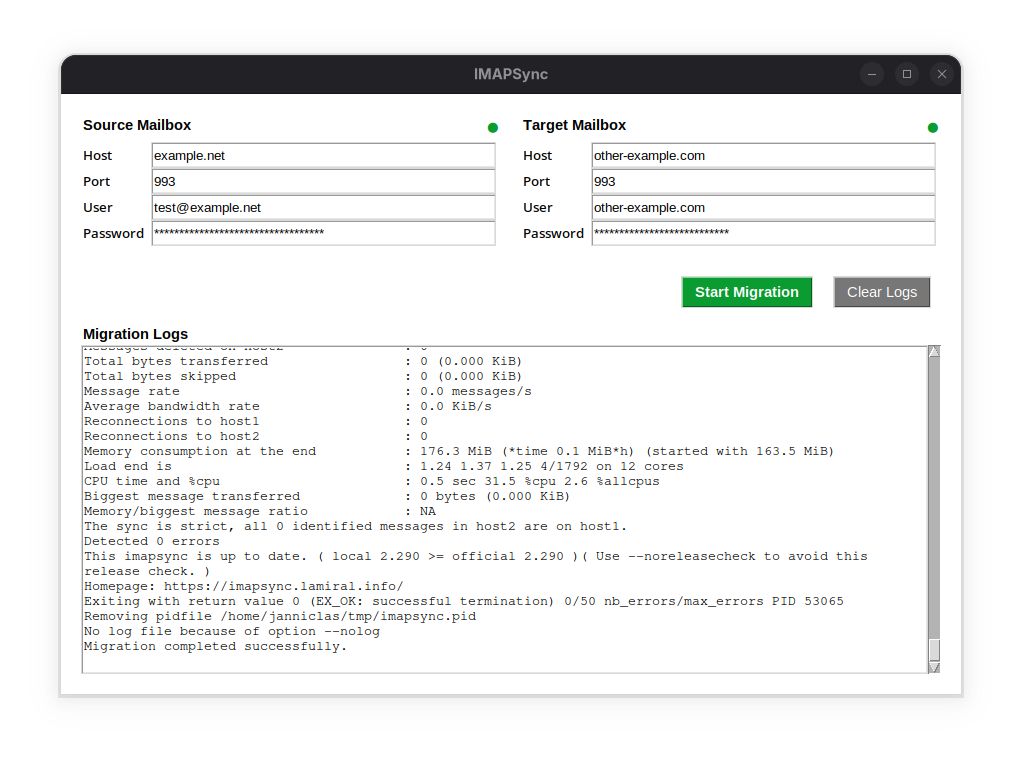 IMAPSync
Source Mailbox
Host example.net
Port 993
User test@example.net
Password **********************************
Target Mailbox
Host other-example.com
Port 993
User other-example.com
Password ***************************
Start Migration
Clear Logs
Migration Logs
Total bytes transferred : 0 (0.000 KiB)
Total bytes skipped : 0 (0.000 KiB)
Message rate : 0.0 messages/s
Average bandwidth rate : 0.0 KiB/s
Reconnections to host1 : 0
Reconnections to host2 : 0
Memory consumption at the end : 176.3 MiB (*time 0.1 MiB*h) (started with 163.5 MiB)
Load end is : 1.24 1.37 1.25 4/1792 on 12 cores
CPU time and %cpu : 0.5 sec 31.5 %cpu 2.6 %allcpus
Biggest message transferred : 0 bytes (0.000 KiB)
Memory/biggest message ratio : NA
The sync is strict, all 0 identified messages in host2 are on host1.
Detected 0 errors
This imapsync is up to date. ( local 2.290 >= official 2.290 )( Use --noreleasecheck to avoid this
release check. )
Homepage: https://imapsync.lamiral.info/
Exiting with return value 0 (EX_OK: successful termination) 0/50 nb_errors/max_errors PID 53065
Removing pidfile /home/janniclas/tmp/imapsync.pid
No log file because of option --nolog
Migration completed successfully.